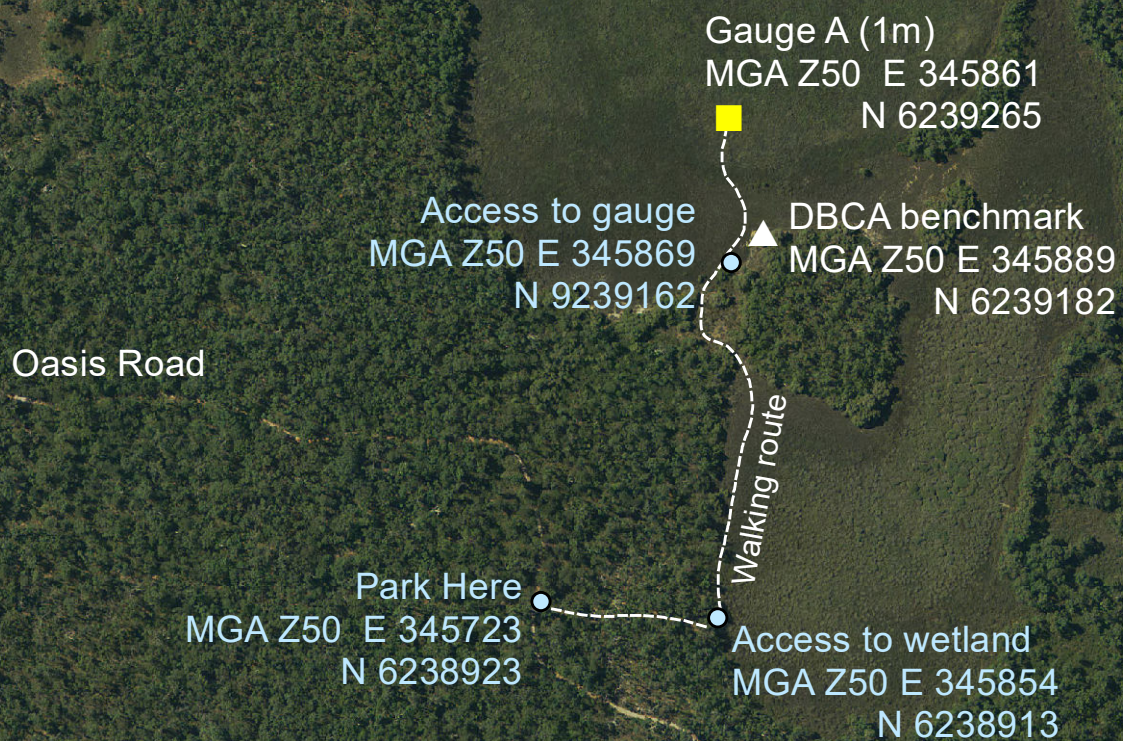 Gauge A (1m)
MGA Z50 E 345861
N 6239265
Access to gauge
MGA Z50 E 345869
N 9239162
DBCA benchmark
MGA Z50 E 345889
N 6239182
Oasis Road
Walking route
Park Here
MGA Z50 E 345723
N 6238923
Access to wetland
MGA Z50 E 345854
N 6238913